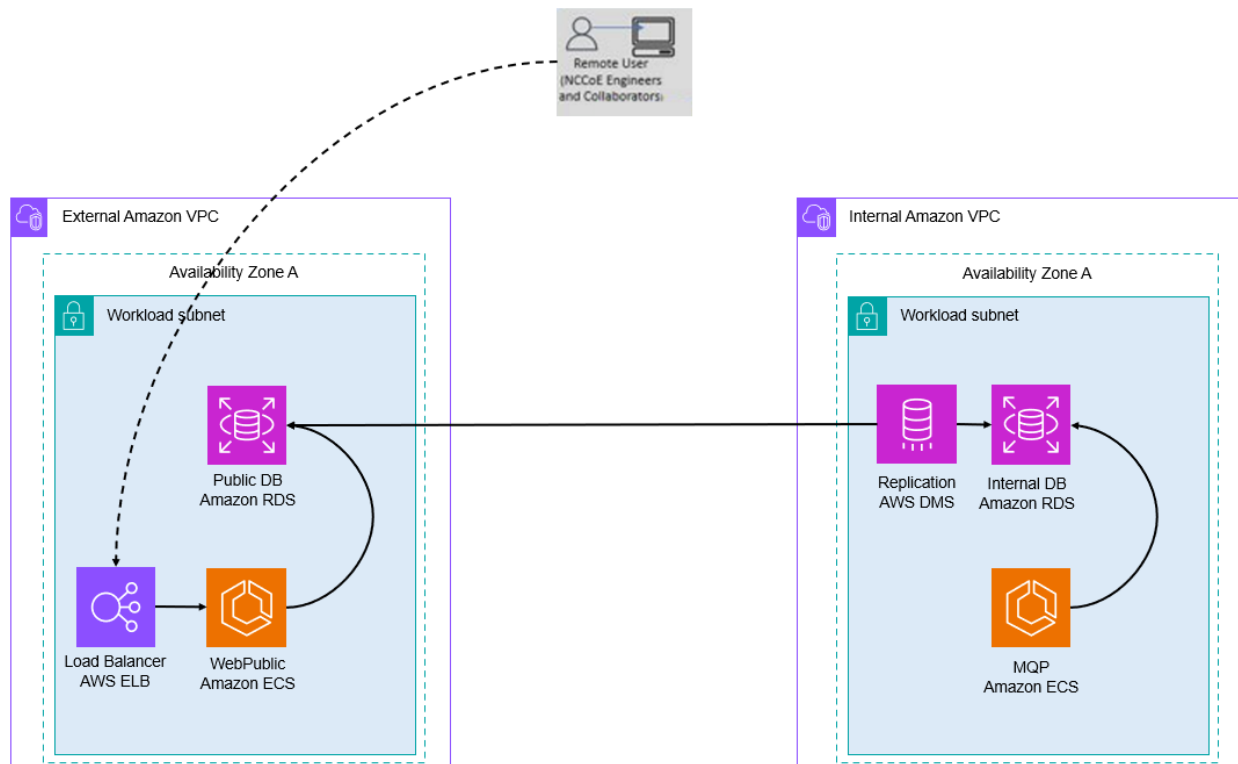 Remote User
(NCCoE Engineers
and Collaborators)
External Amazon VPC
Availability Zone A
Workload subnet
Public DB
Amazon RDS
Load Balancer
AWS ELB
WebPublic
Amazon ECS
Internal Amazon VPC
Availability Zone A
Workload subnet
Replication
AWS DMS
Internal DB
Amazon RDS
MQP
Amazon ECS